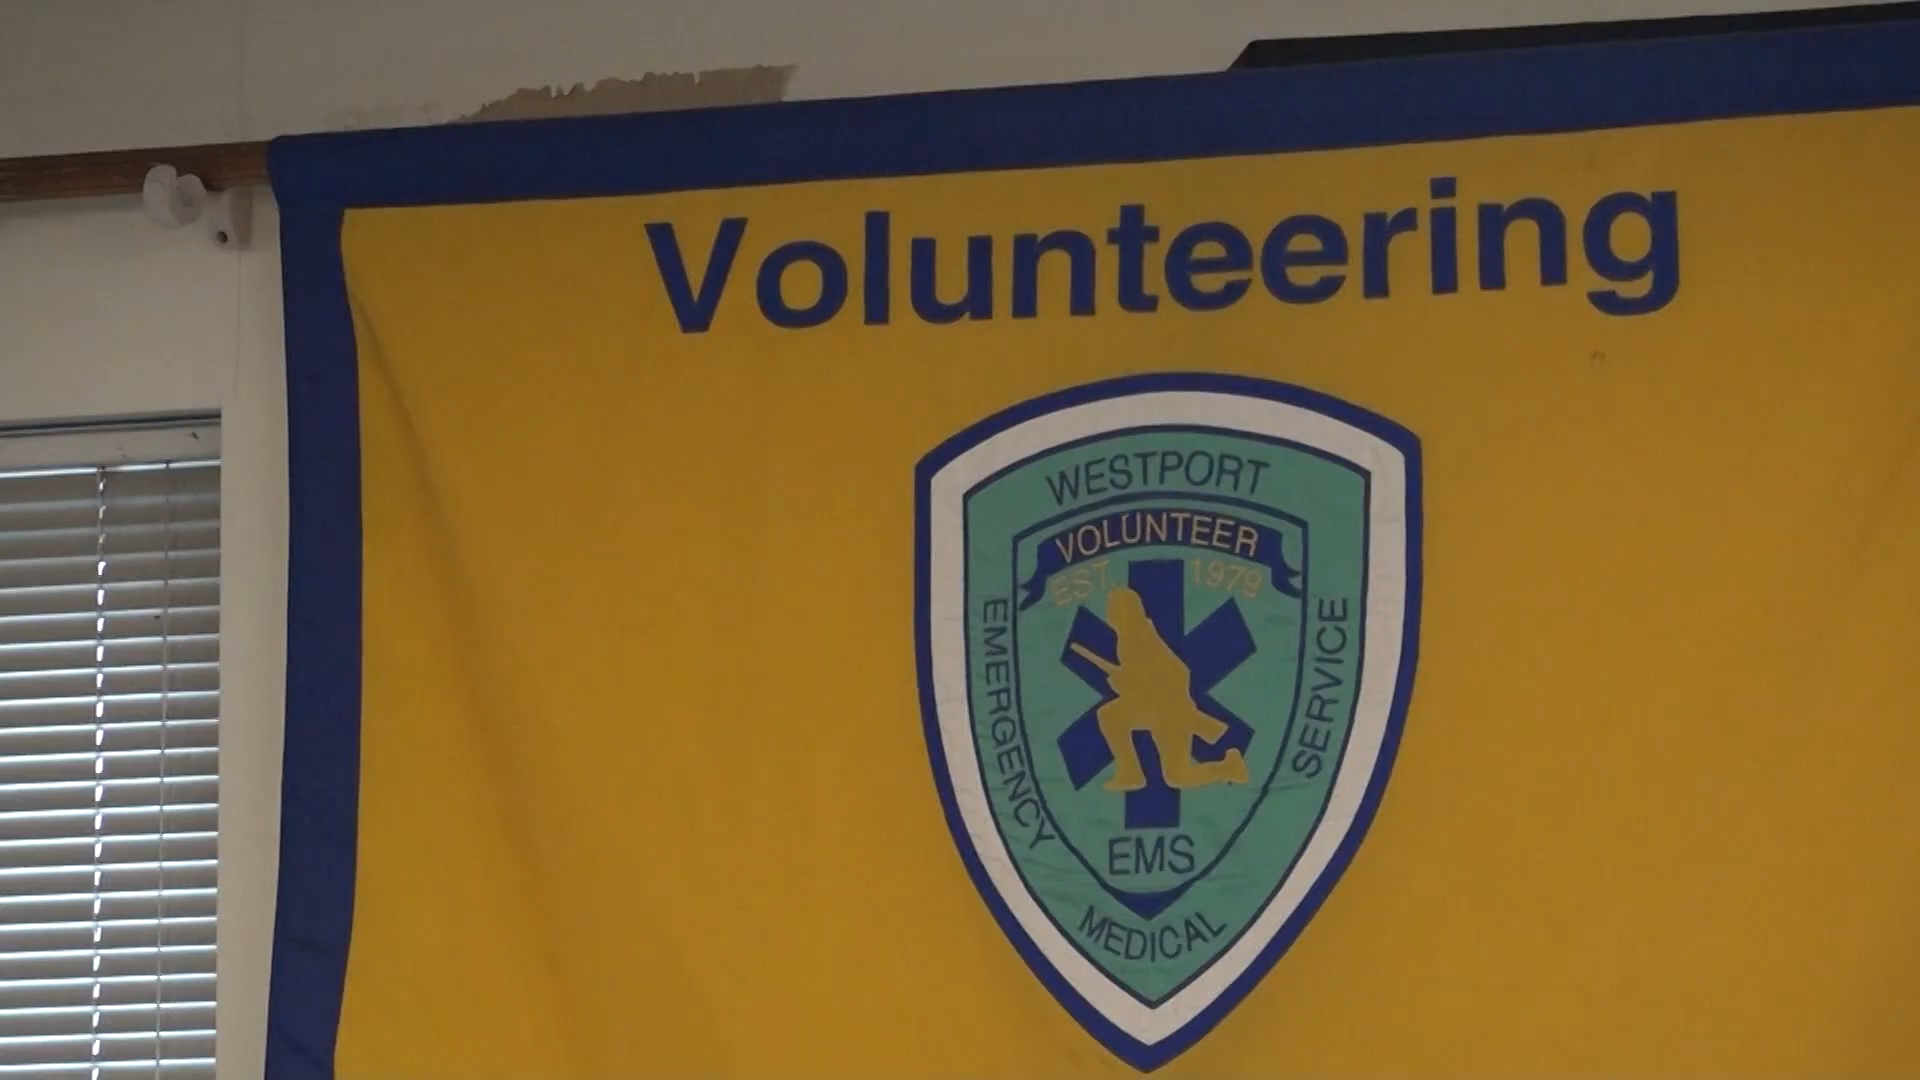 Volunteering
WESTPORT
VOLUNTEER
EST. 1979
EMERGENCY
SERVICE
EMS
MEDICAL